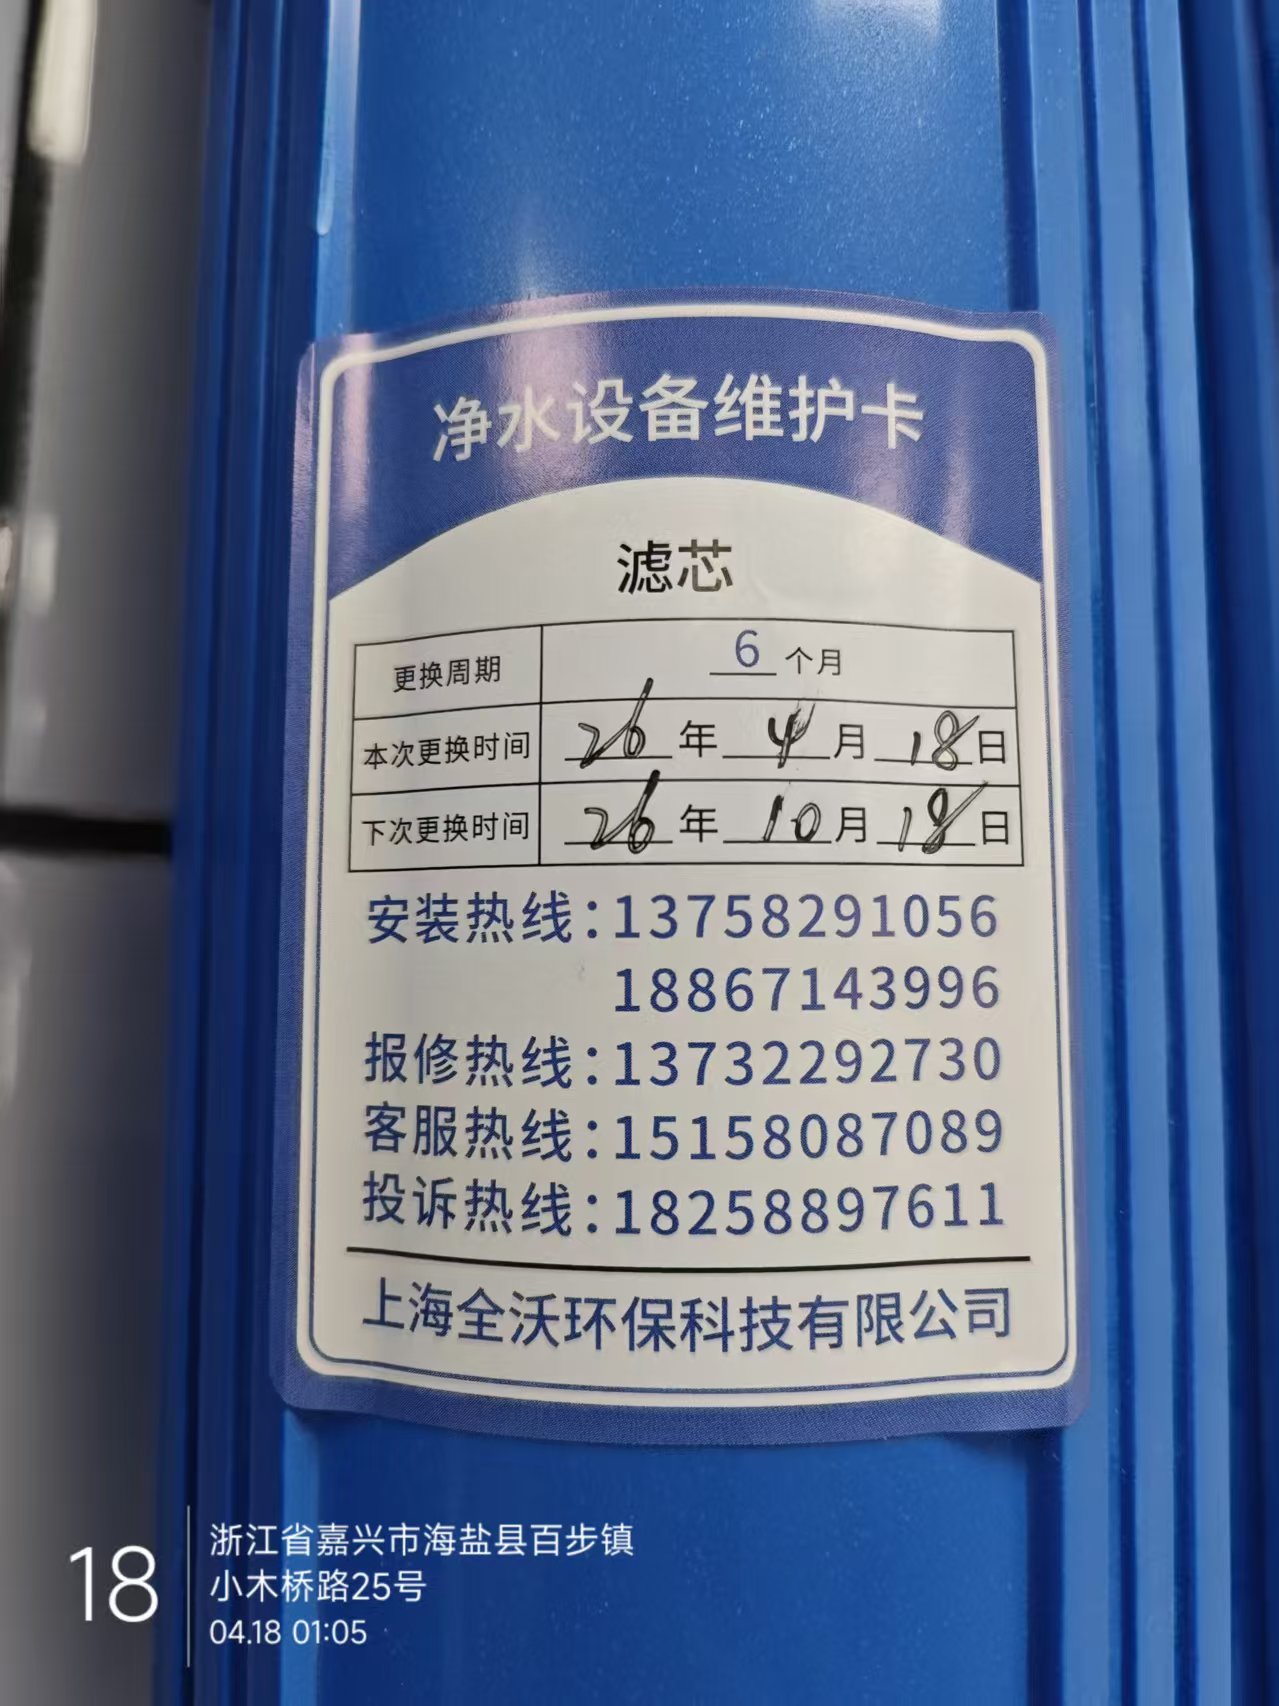 净水设备维护卡
滤芯
更换周期 6 个月
本次更换时间 26 年 4 月 18 日
下次更换时间 26 年 10 月 18 日
安装热线：13758291056
18867143996
报修热线：13732292730
客服热线：15158087089
投诉热线：18258897611
上海全沃环保科技有限公司
18
浙江省嘉兴市海盐县百步镇
小木桥路25号
04.18 01:05